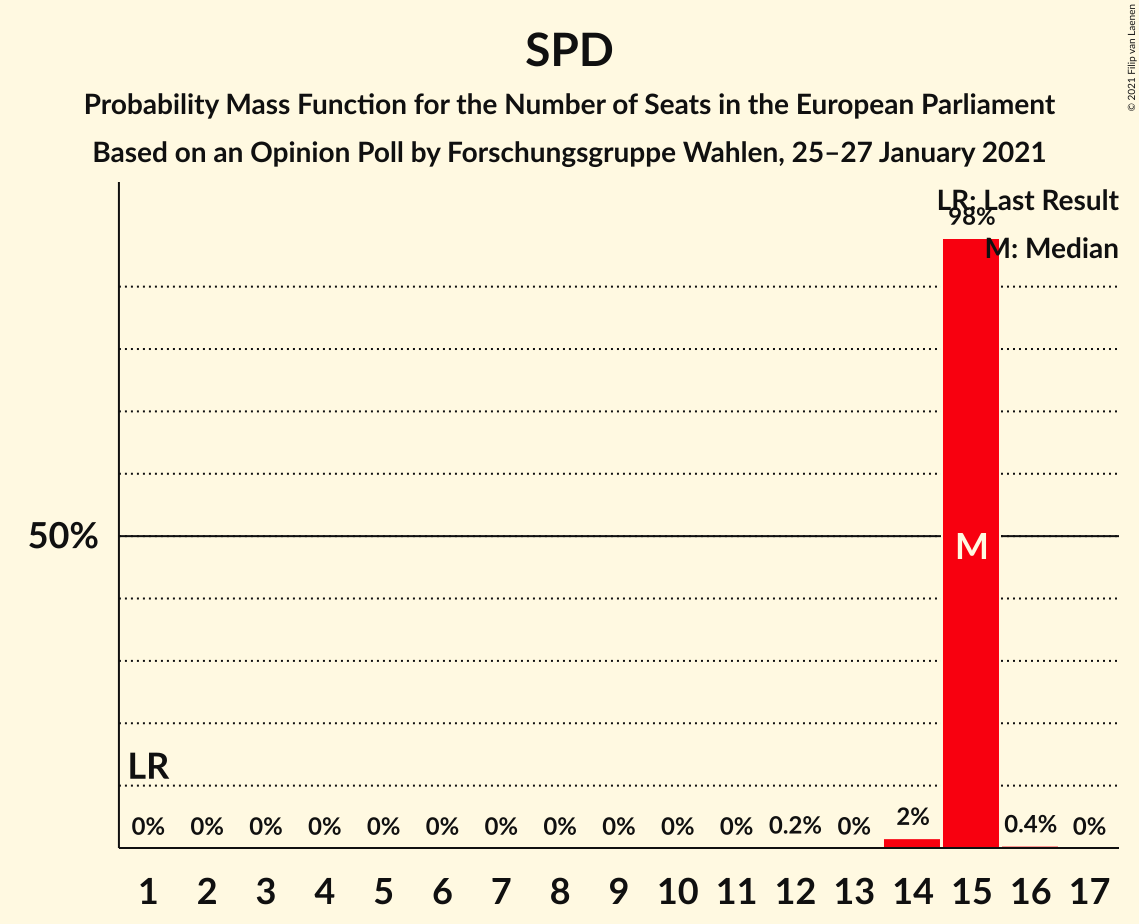 SPD
Probability Mass Function for the Number of Seats in the European Parliament
Based on an Opinion Poll by Forschungsgruppe Wahlen, 25–27 January 2021
© 2021 Filip van Laenen
LR: Last Result
98%
M: Median
50%
M
LR
0% 0% 0% 0% 0% 0% 0% 0% 0% 0% 0% 0.2% 0% 2% 0.4% 0%
1 2 3 4 5 6 7 8 9 10 11 12 13 14 15 16 17